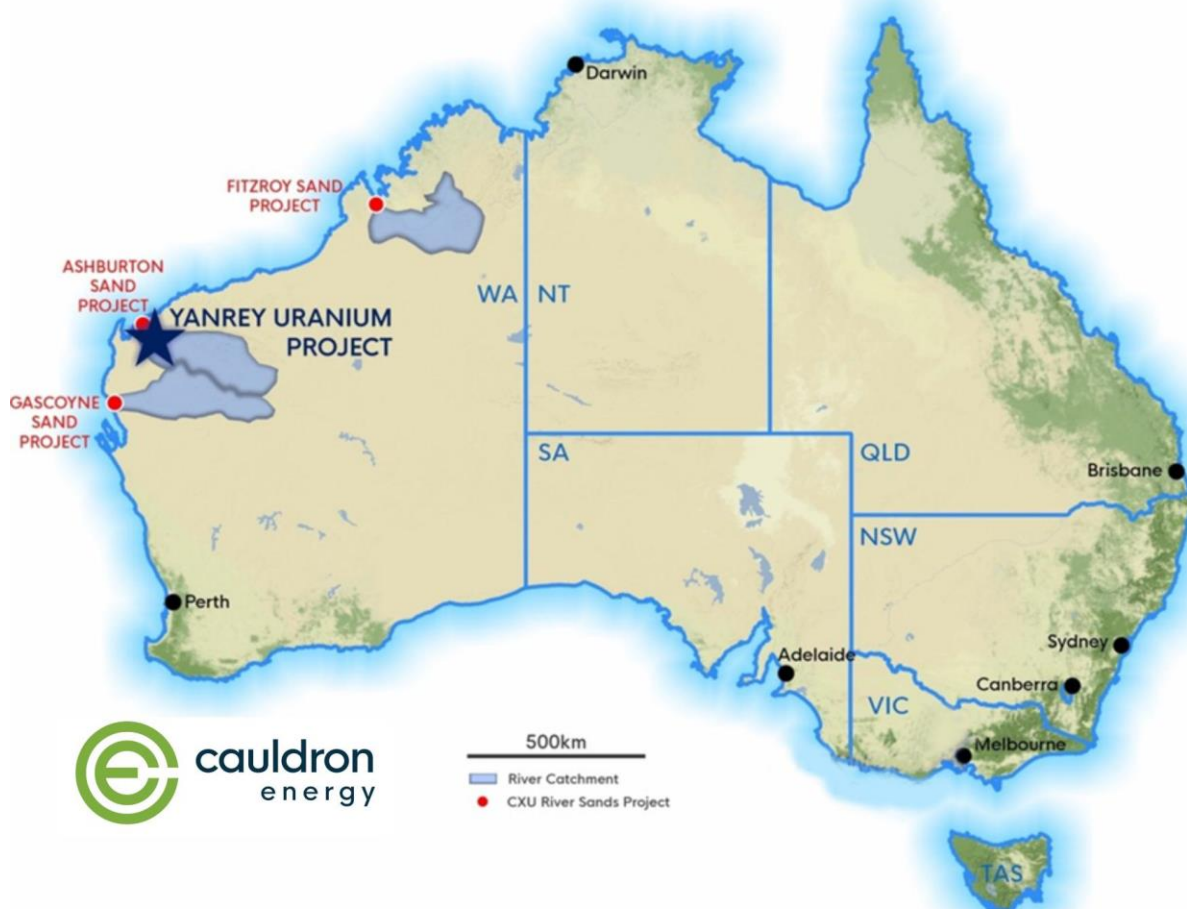 Darwin
FITZROY SAND
PROJECT
ASHBURTON
SAND
PROJECT
WA
NT
YANREY URANIUM
PROJECT
GASCOYNE
SAND
PROJECT
SA
QLD
Brisbane
NSW
Perth
Sydney
Adelaide
Canberra
VIC
Melbourne
cauldron
energy
500km
River Catchment
CXU River Sands Project
TAS